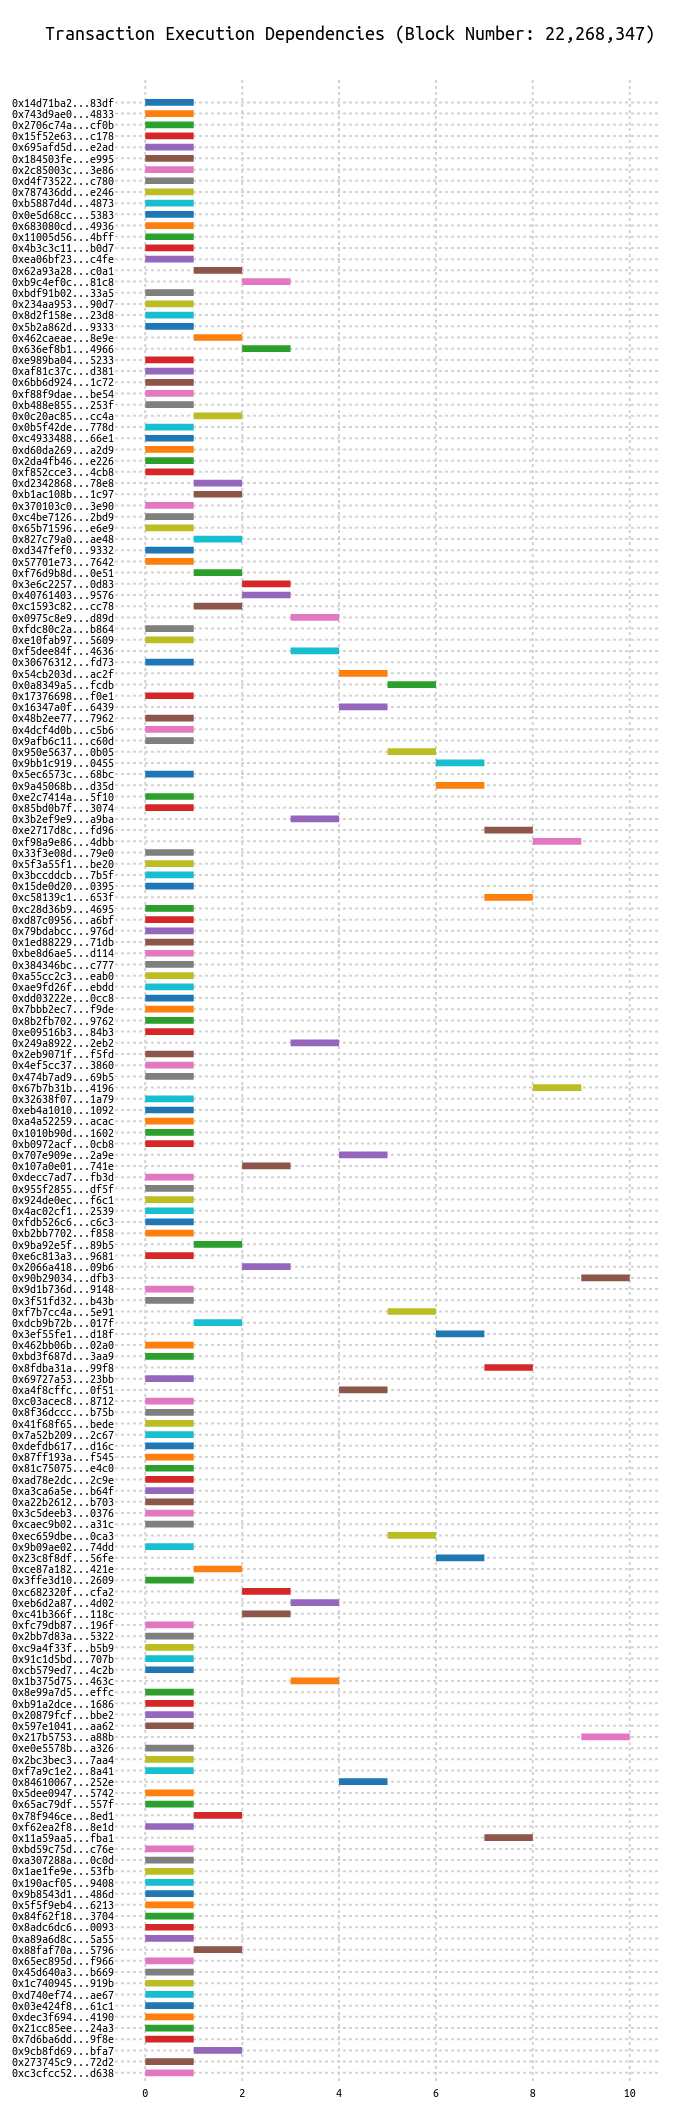 Transaction Execution Dependencies (Block Number: 22,268,347)
0x14d71ba2...83df
0x743d9ae0...4833
0x2706c74a...cf0b
0x15f52e63...c178
0x695afd5d...e2ad
0x184503fe...e995
0x2c85003c...3e86
0xd4f73522...c780
0x787436dd...e246
0xb5887d4d...4873
0x0e5d68cc...5383
0x683080cd...4936
0x11005d56...4bff
0x4b3c3c11...b0d7
0xea06bf23...c4fe
0x62a93a28...c0a1
0xb9c4ef0c...81c8
0xbdf91b02...33a5
0x234aa953...90d7
0x8d2f158e...23d8
0x5b2a862d...9333
0x462caeae...8e9e
0x636ef8b1...4966
0xe989ba04...5233
0xaf81c37c...d381
0x6bb6d924...1c72
0xf88f9dae...be54
0xb488e855...253f
0x0c20ac85...cc4a
0x0b5f42de...778d
0xc4933488...66e1
0xd60da269...a2d9
0x2da4fb46...e226
0xf852cce3...4cb8
0xd2342868...78e8
0xb1ac108b...1c97
0x370103c0...3e90
0xc4be7126...2bd9
0x65b71596...e6e9
0x827c79a0...ae48
0xd347fef0...9332
0x57701e73...7642
0xf76d9b8d...0e51
0x3e6c2257...0d83
0x40761403...9576
0xc1593c82...cc78
0x0975c8e9...d89d
0xfdc80c2a...b864
0xe10fab97...5609
0xf5dee84f...4636
0x30676312...fd73
0x54cb203d...ac2f
0x0a8349a5...fcdb
0x17376698...f0e1
0x16347a0f...6439
0x48b2ee77...7962
0x4dcf4d0b...c5b6
0x9afb6c11...c60d
0x950e5637...0b05
0x9bb1c919...0455
0x5ec6573c...68bc
0x9a45068b...d35d
0xe2c7414a...5f10
0x85bd0b7f...3074
0x3b2ef9e9...a9ba
0xe2717d8c...fd96
0xf98a9e86...4dbb
0x33f3e08d...79e0
0x5f3a55f1...be20
0x3bccddcb...7b5f
0x15de0d20...0395
0xc58139c1...653f
0xc28d36b9...4695
0xd87c0956...a6bf
0x79bdabcc...976d
0x1ed88229...71db
0xbe8d6ae5...d114
0x384346bc...c777
0xa55cc2c3...eab0
0xae9fd26f...ebdd
0xdd03222e...0cc8
0x7bbb2ec7...f9de
0x8b2fb702...9762
0xe09516b3...84b3
0x249a8922...2eb2
0x2eb9071f...f5fd
0x4ef5cc37...3860
0x474b7ad9...69b5
0x67b7b31b...4196
0x32638f07...1a79
0xeb4a1010...1092
0xa4a52259...acac
0x1010b90d...1602
0xb0972acf...0cb8
0x707e909e...2a9e
0x107a0e01...741e
0xdecc7ad7...fb3d
0x955f2855...df5f
0x924de0ec...f6c1
0x4ac02cf1...2539
0xfdb526c6...c6c3
0xb2bb7702...f858
0x9ba92e5f...89b5
0xe6c813a3...9681
0x2066a418...09b6
0x90b29034...dfb3
0x9d1b736d...9148
0x3f51fd32...b43b
0xf7b7cc4a...5e91
0xdcb9b72b...017f
0x3ef55fe1...d18f
0x462bb06b...02a0
0xbd3f687d...3aa9
0x8fdba31a...99f8
0x69727a53...23bb
0xa4f8cffc...0f51
0xc03acec8...8712
0x8f36dccc...b75b
0x41f68f65...bede
0x7a52b209...2c67
0xdefdb617...d16c
0x87ff193a...f545
0x81c75075...e4c0
0xad78e2dc...2c9e
0xa3ca6a5e...b64f
0xa22b2612...b703
0x3c5deeb3...0376
0xcaec9b02...a31c
0xec659dbe...0ca3
0x9b09ae02...74dd
0x23c8f8df...56fe
0xce87a182...421e
0x3ffe3d10...2609
0xc682320f...cfa2
0xeb6d2a87...4d02
0xc41b366f...118c
0xfc79db87...196f
0x2bb7d83a...5322
0xc9a4f33f...b5b9
0x91c1d5bd...707b
0xcb579ed7...4c2b
0x1b375d75...463c
0x8e99a7d5...effc
0xb91a2dce...1686
0x20879fcf...bbe2
0x597e1041...aa62
0x217b5753...a88b
0xe0e5578b...a326
0x2bc3bec3...7aa4
0xf7a9c1e2...8a41
0x84610067...252e
0x5dee0947...5742
0x65ac79df...557f
0x78f946ce...8ed1
0xf62ea2f8...8e1d
0x11a59aa5...fba1
0xbd59c75d...c76e
0xa307288a...0c0d
0x1ae1fe9e...53fb
0x190acf05...9408
0x9b8543d1...486d
0x5f5f9eb4...6213
0x84f62f18...3704
0x8adc6dc6...0093
0xa89a6d8c...5a55
0x88faf70a...5796
0x65ec895d...f966
0x45d640a3...b669
0x1c740945...919b
0xd740ef74...ae67
0x03e424f8...61c1
0xdec3f694...4190
0x21cc85ee...24a3
0x7d6ba6dd...9f8e
0x9cb8fd69...bfa7
0x273745c9...72d2
0xc3cfcc52...d638
0 2 4 6 8 10